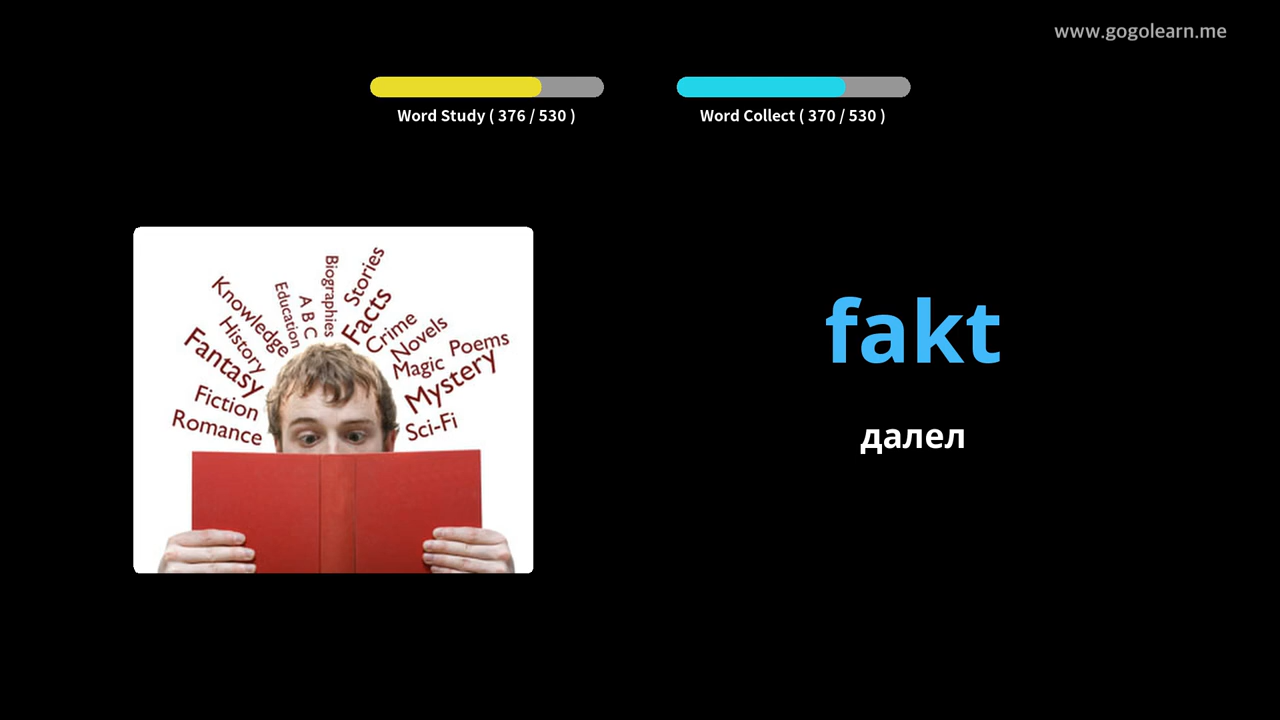 www.gogolearn.me
Word Study ( 376 / 530 )
Word Collect ( 370 / 530 )
Biographies
Stories
Education
A B C
Facts
Knowledge
History
Crime
Novels
Fantasy
Magic
Poems
Mystery
Fiction
Romance
Sci-Fi
fakt
далел